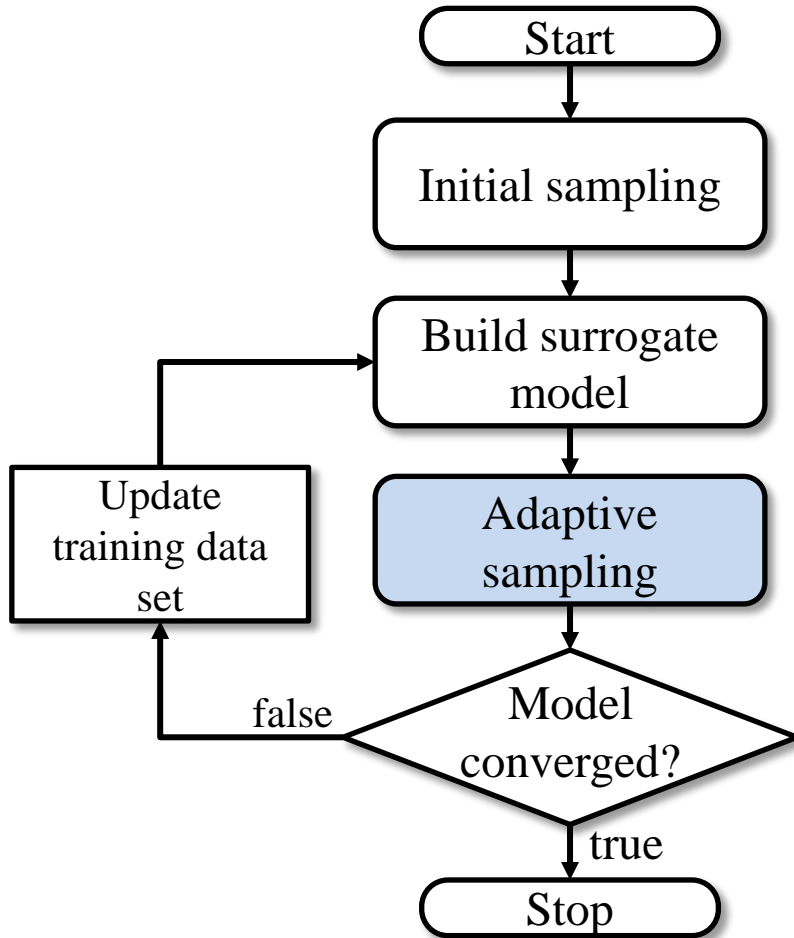 Start
Initial sampling
Build surrogate
model
Adaptive
sampling
Update
training data
set
Model
converged?
false
true
Stop